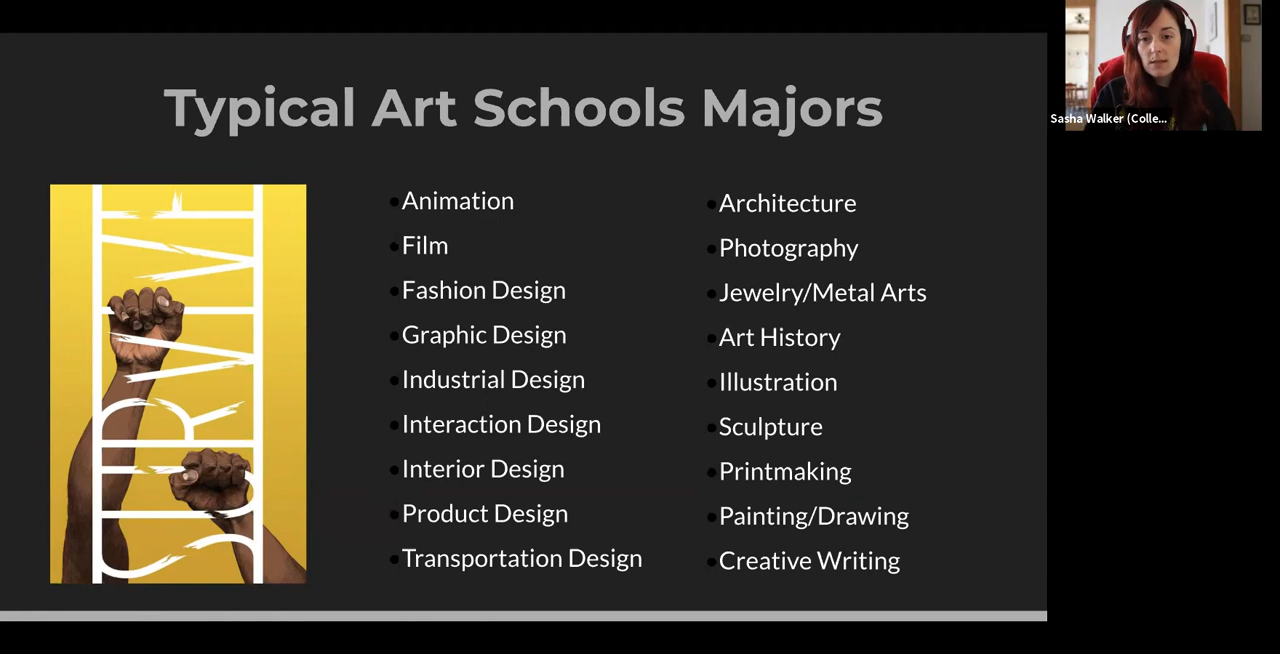 Typical Art Schools Majors
SURVIVE
•Animation
•Film
•Fashion Design
•Graphic Design
•Industrial Design
•Interaction Design
•Interior Design
•Product Design
•Transportation Design
•Architecture
•Photography
•Jewelry/Metal Arts
•Art History
•Illustration
•Sculpture
•Printmaking
•Painting/Drawing
•Creative Writing
Sasha Walker (Colle...